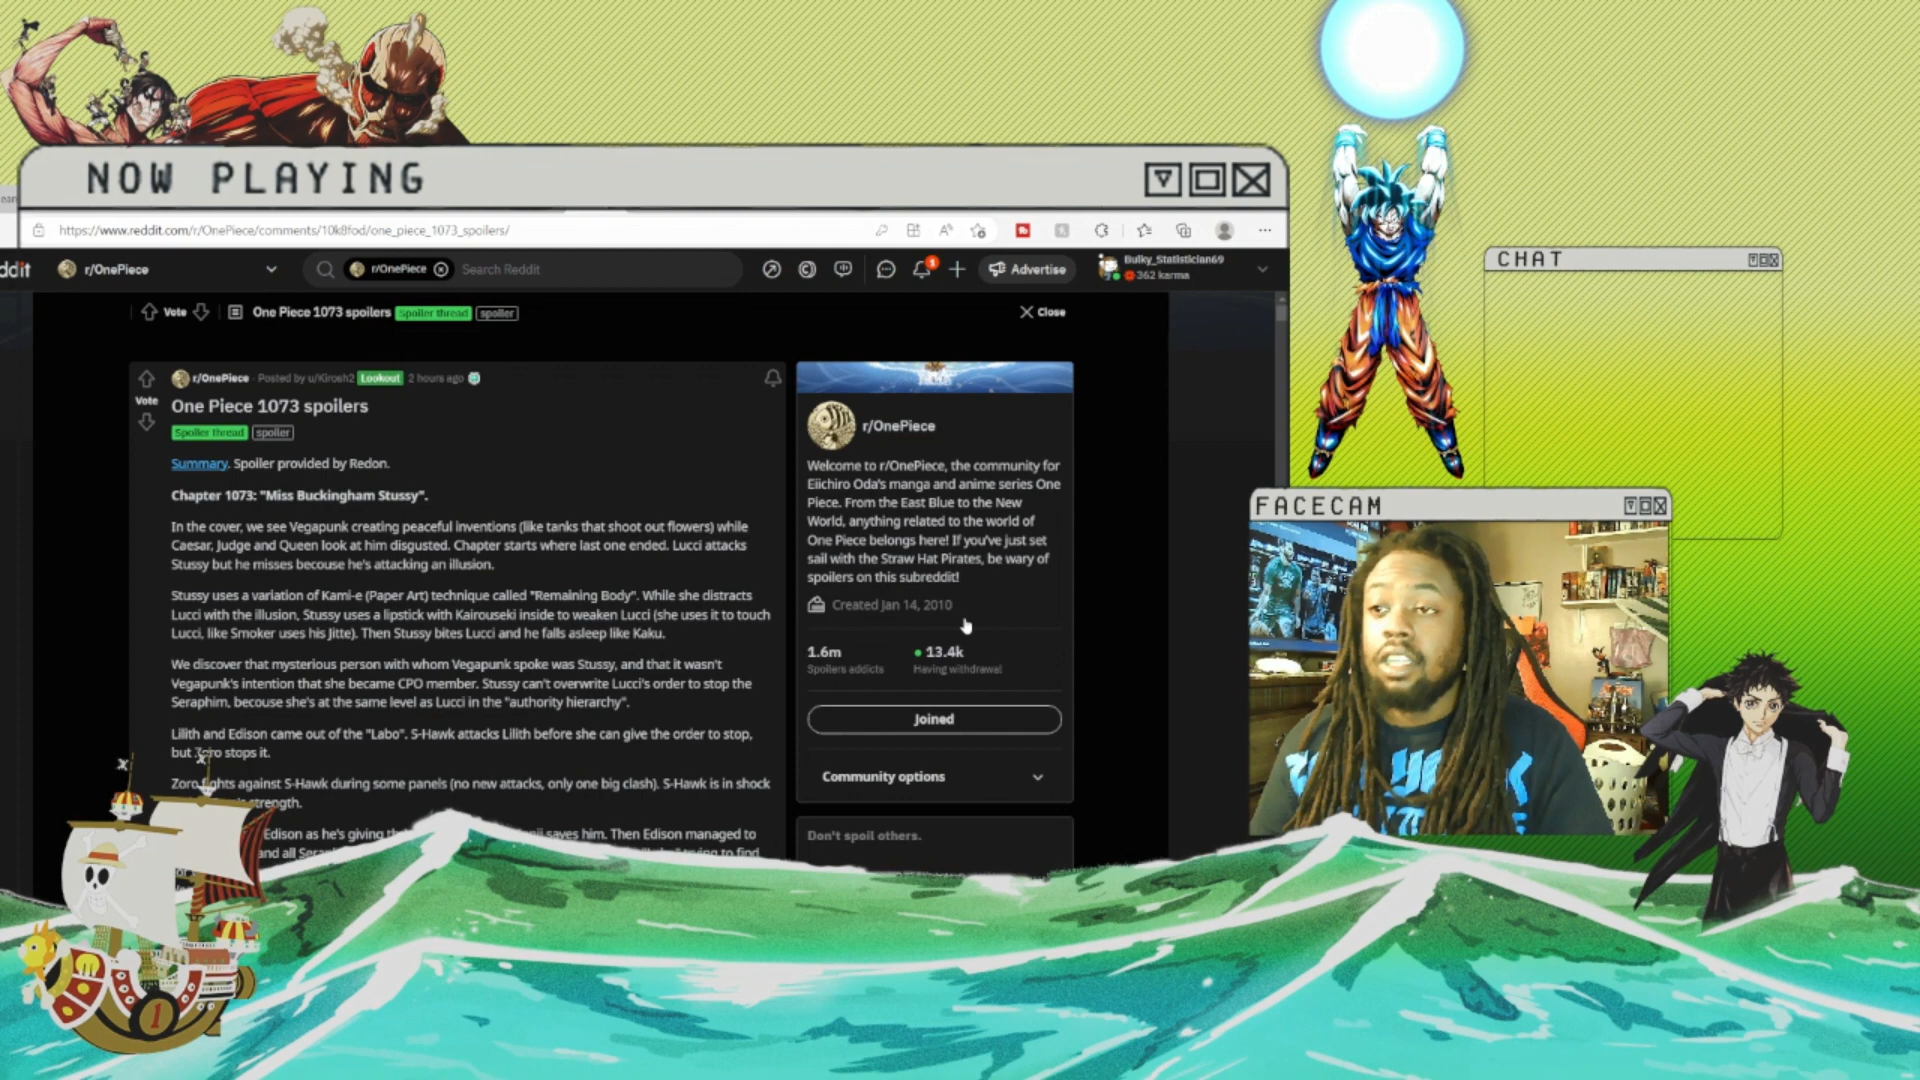 NOW PLAYING
https://www.reddit.com/r/OnePiece/comments/10k8fod/one_piece_1073_spoilers/
ddit r/OnePiece r/OnePiece Search Reddit Advertise Bulky_Statistician69
362 karma
Vote One Piece 1073 spoilers Spoiler thread spoiler Close
r/OnePiece · Posted by u/Kirosh2 Lookout 2 hours ago
Vote
One Piece 1073 spoilers
Spoiler thread spoiler
Summary. Spoiler provided by Redon.
Chapter 1073: "Miss Buckingham Stussy".
In the cover, we see Vegapunk creating peaceful inventions (like tanks that shoot out flowers) while
Caesar, Judge and Queen look at him disgusted. Chapter starts where last one ended. Lucci attacks
Stussy but he misses becouse he's attacking an illusion.
Stussy uses a variation of Kami-e (Paper Art) technique called "Remaining Body". While she distracts
Lucci with the illusion, Stussy uses a lipstick with Kairouseki inside to weaken Lucci (she uses it to touch
Lucci, like Smoker uses his Jitte). Then Stussy bites Lucci and he falls asleep like Kaku.
We discover that mysterious person with whom Vegapunk spoke was Stussy, and that it wasn't
Vegapunk's intention that she became CP0 member. Stussy can't overwrite Lucci's order to stop the
Seraphim, becouse she's at the same level as Lucci in the "authority hierarchy".
Lilith and Edison came out of the "Labo". S-Hawk attacks Lilith before she can give the order to stop,
but Zoro stops it.
Zoro fights against S-Hawk during some panels (no new attacks, only one big clash). S-Hawk is in shock
strength.
Edison as he's giving saves him. Then Edison managed to
and all trying to find
r/OnePiece
Welcome to r/OnePiece, the community for
Eiichiro Oda's manga and anime series One
Piece. From the East Blue to the New
World, anything related to the world of
One Piece belongs here! If you've just set
sail with the Straw Hat Pirates, be wary of
spoilers on this subreddit!
Created Jan 14, 2010
1.6m 13.4k
Spoilers addicts Having withdrawal
Joined
Community options
Don't spoil others.
CHAT
FACECAM
1